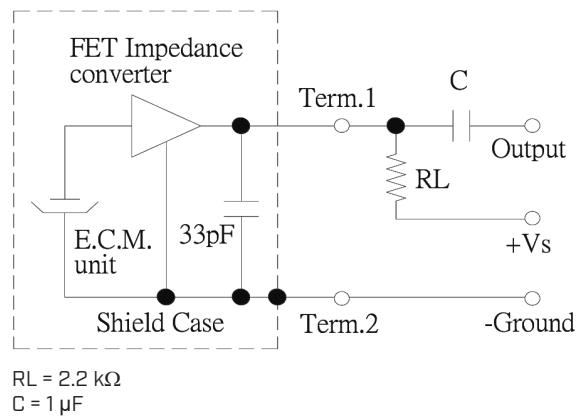 FET Impedance
converter
Term.1
C
Output
RL
+Vs
E.C.M.
unit
33pF
Shield Case
Term.2
-Ground
RL = 2.2 kΩ
C = 1 µF